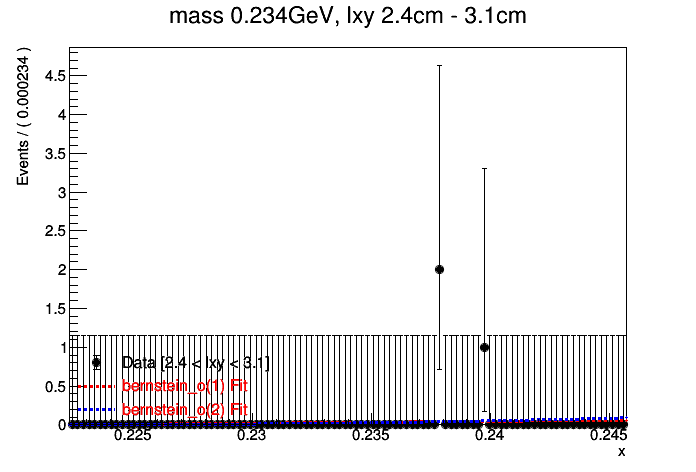 mass 0.234GeV, lxy 2.4cm - 3.1cm
Events / ( 0.000234 )
4.5
4
3.5
3
2.5
2
1.5
1
0.5
0
Data [2.4 < lxy < 3.1]
bernstein_o(1) Fit
bernstein_o(2) Fit
0.225 0.23 0.235 0.24 0.245
x